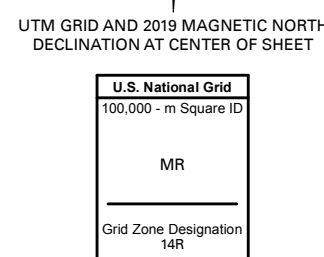 UTM GRID AND 2019 MAGNETIC NORTH
DECLINATION AT CENTER OF SHEET
U.S. National Grid
100,000 - m Square ID
MR
Grid Zone Designation
14R